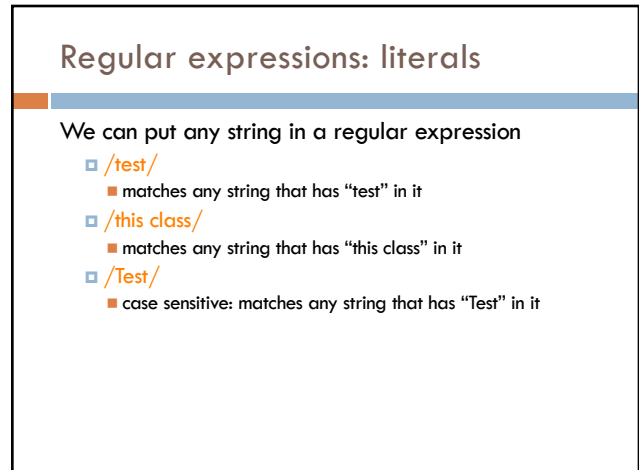 Regular expressions: literals
We can put any string in a regular expression
/test/
matches any string that has “test” in it
/this class/
matches any string that has “this class” in it
/Test/
case sensitive: matches any string that has “Test” in it